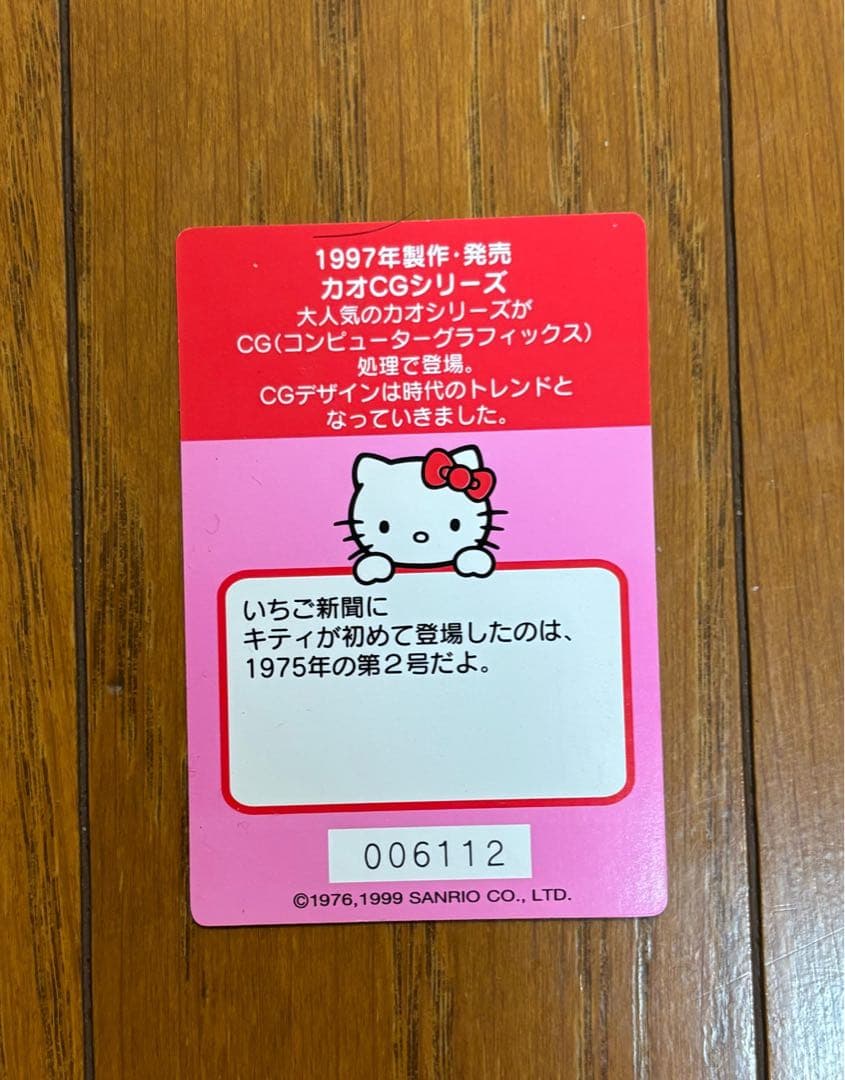 1997年製作・発売
カオCGシリーズ
大人気のカオシリーズが
CG(コンピューターグラフィックス)
処理で登場。
CGデザインは時代のトレンドと
なっていきました。
いちご新聞に
キティが初めて登場したのは、
1975年の第2号だよ。
006112
©1976,1999 SANRIO CO., LTD.